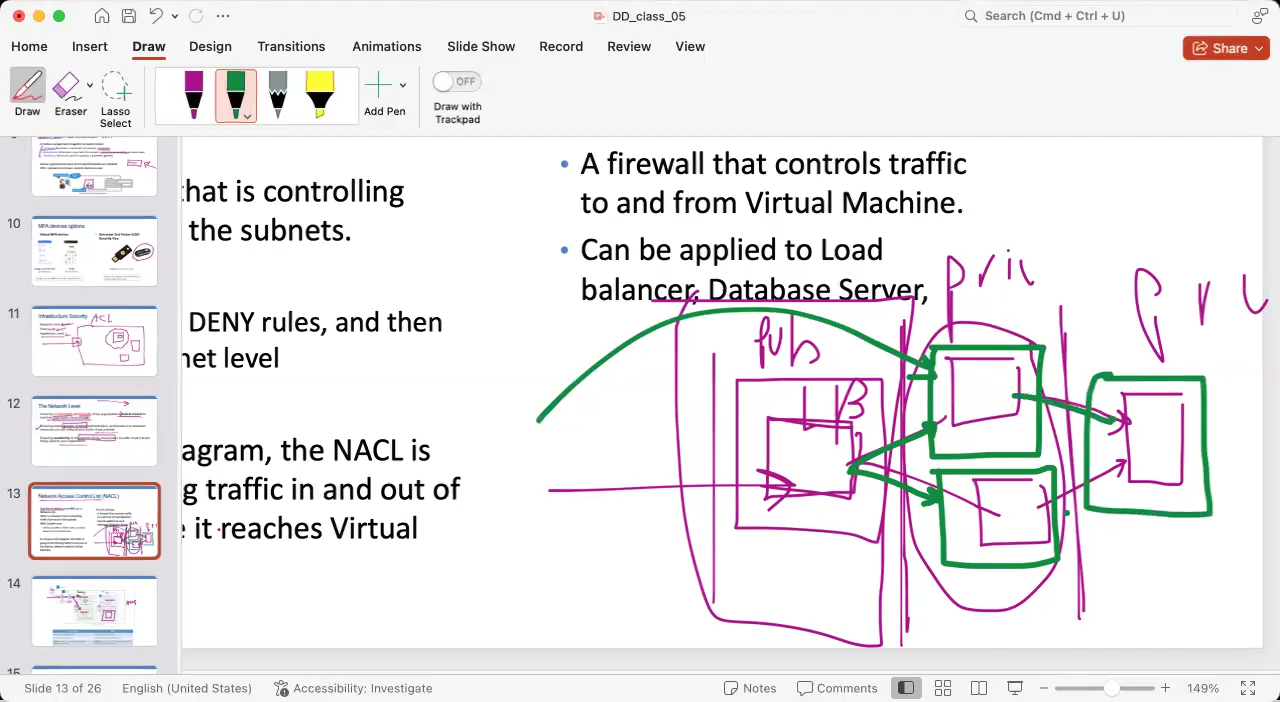 DD_class_05
Search (Cmd + Ctrl + U)
Home
Insert
Draw
Design
Transitions
Animations
Slide Show
Record
Review
View
Share
Draw
Eraser
Lasso
Select
Add Pen
OFF
Draw with
Trackpad
10
MFA devices options
11
Infrastructure Security
ACL
12
The Network Level
13
Network Access Control List (NACL)
14
15
that is controlling
the subnets.
DENY rules, and then
net level
agram, the NACL is
g traffic in and out of
e it reaches Virtual
• A firewall that controls traffic
to and from Virtual Machine.
• Can be applied to Load
balancer, Database Server,
Pub
LB
Slide 13 of 26
English (United States)
Accessibility: Investigate
Notes
Comments
149%